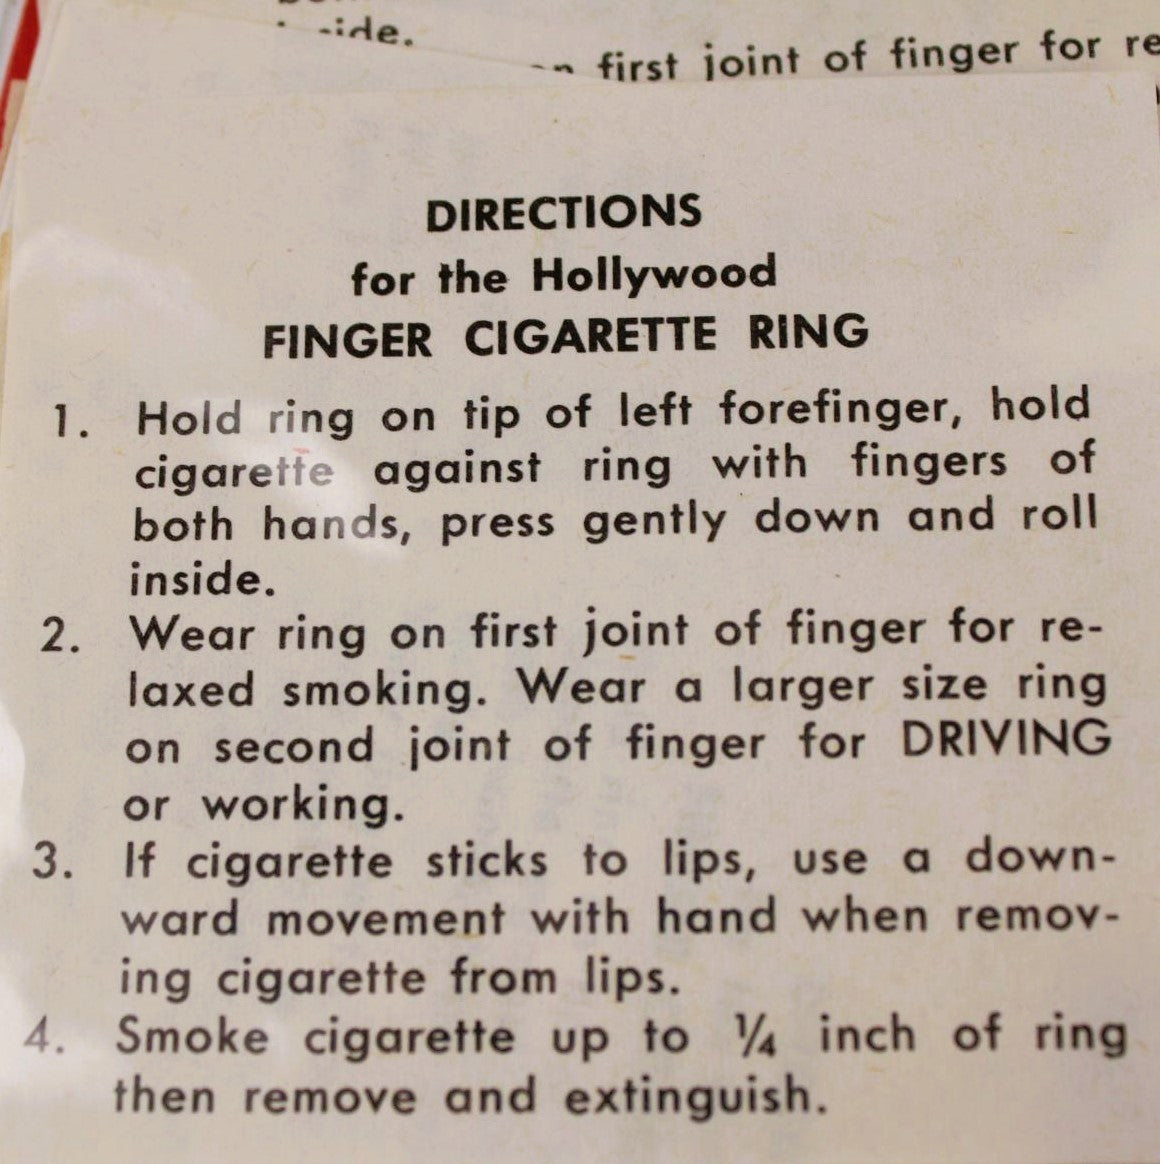 inside.
first joint of finger for re
DIRECTIONS
for the Hollywood
FINGER CIGARETTE RING
1. Hold ring on tip of left forefinger, hold
cigarette against ring with fingers of
both hands, press gently down and roll
inside.
2. Wear ring on first joint of finger for re-
laxed smoking. Wear a larger size ring
on second joint of finger for DRIVING
or working.
3. If cigarette sticks to lips, use a down-
ward movement with hand when remov-
ing cigarette from lips.
4. Smoke cigarette up to ¼ inch of ring
then remove and extinguish.